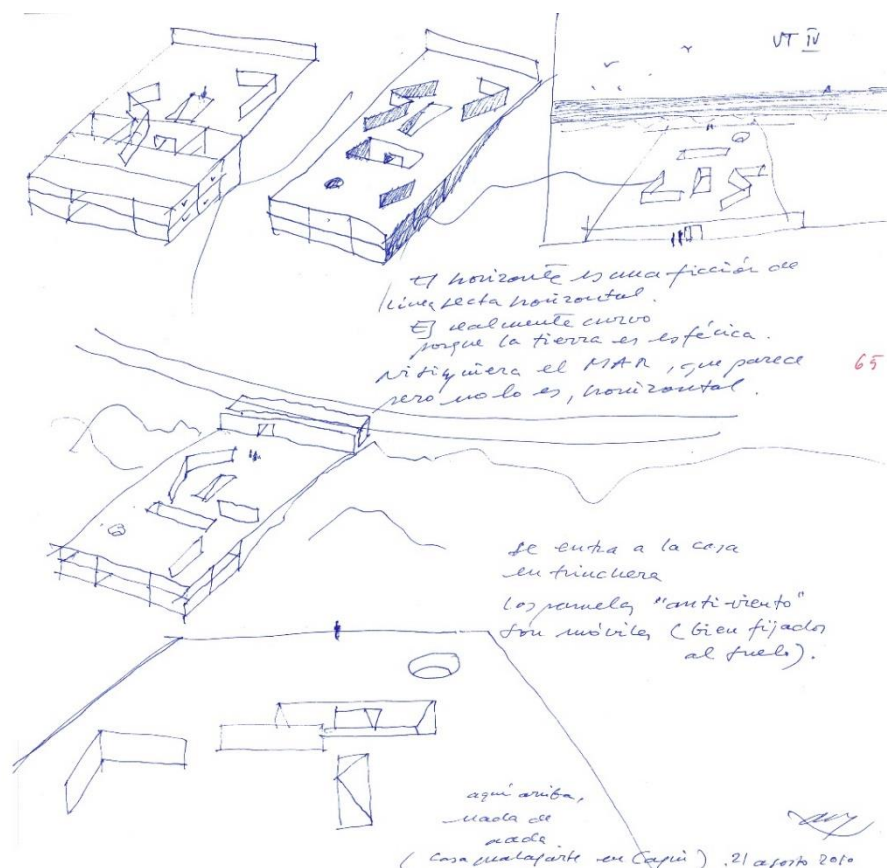 VT IV
El horizonte es una ficción de
línea recta horizontal.
Es realmente curvo
porque la tierra es esférica.
Ni siquiera el MAR, que parece
pero no lo es, horizontal.
65
se entra a la casa
en trinchera
Los paneles "anti-viento"
son móviles (bien fijados
al suelo).
aquí arriba,
nada de
nada
(casa en). 21 agosto 2010